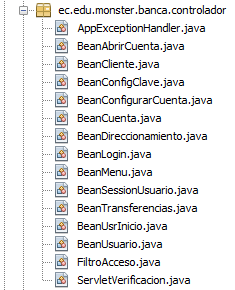 ec.edu.monster.banca.controlador
AppExceptionHandler.java
BeanAbrirCuenta.java
BeanCliente.java
BeanConfigClave.java
BeanConfigurarCuenta.java
BeanCuenta.java
BeanDireccionamiento.java
BeanLogin.java
BeanMenu.java
BeanSessionUsuario.java
BeanTransferencias.java
BeanUsrInicio.java
BeanUsuario.java
FiltroAcceso.java
ServletVerificacion.java